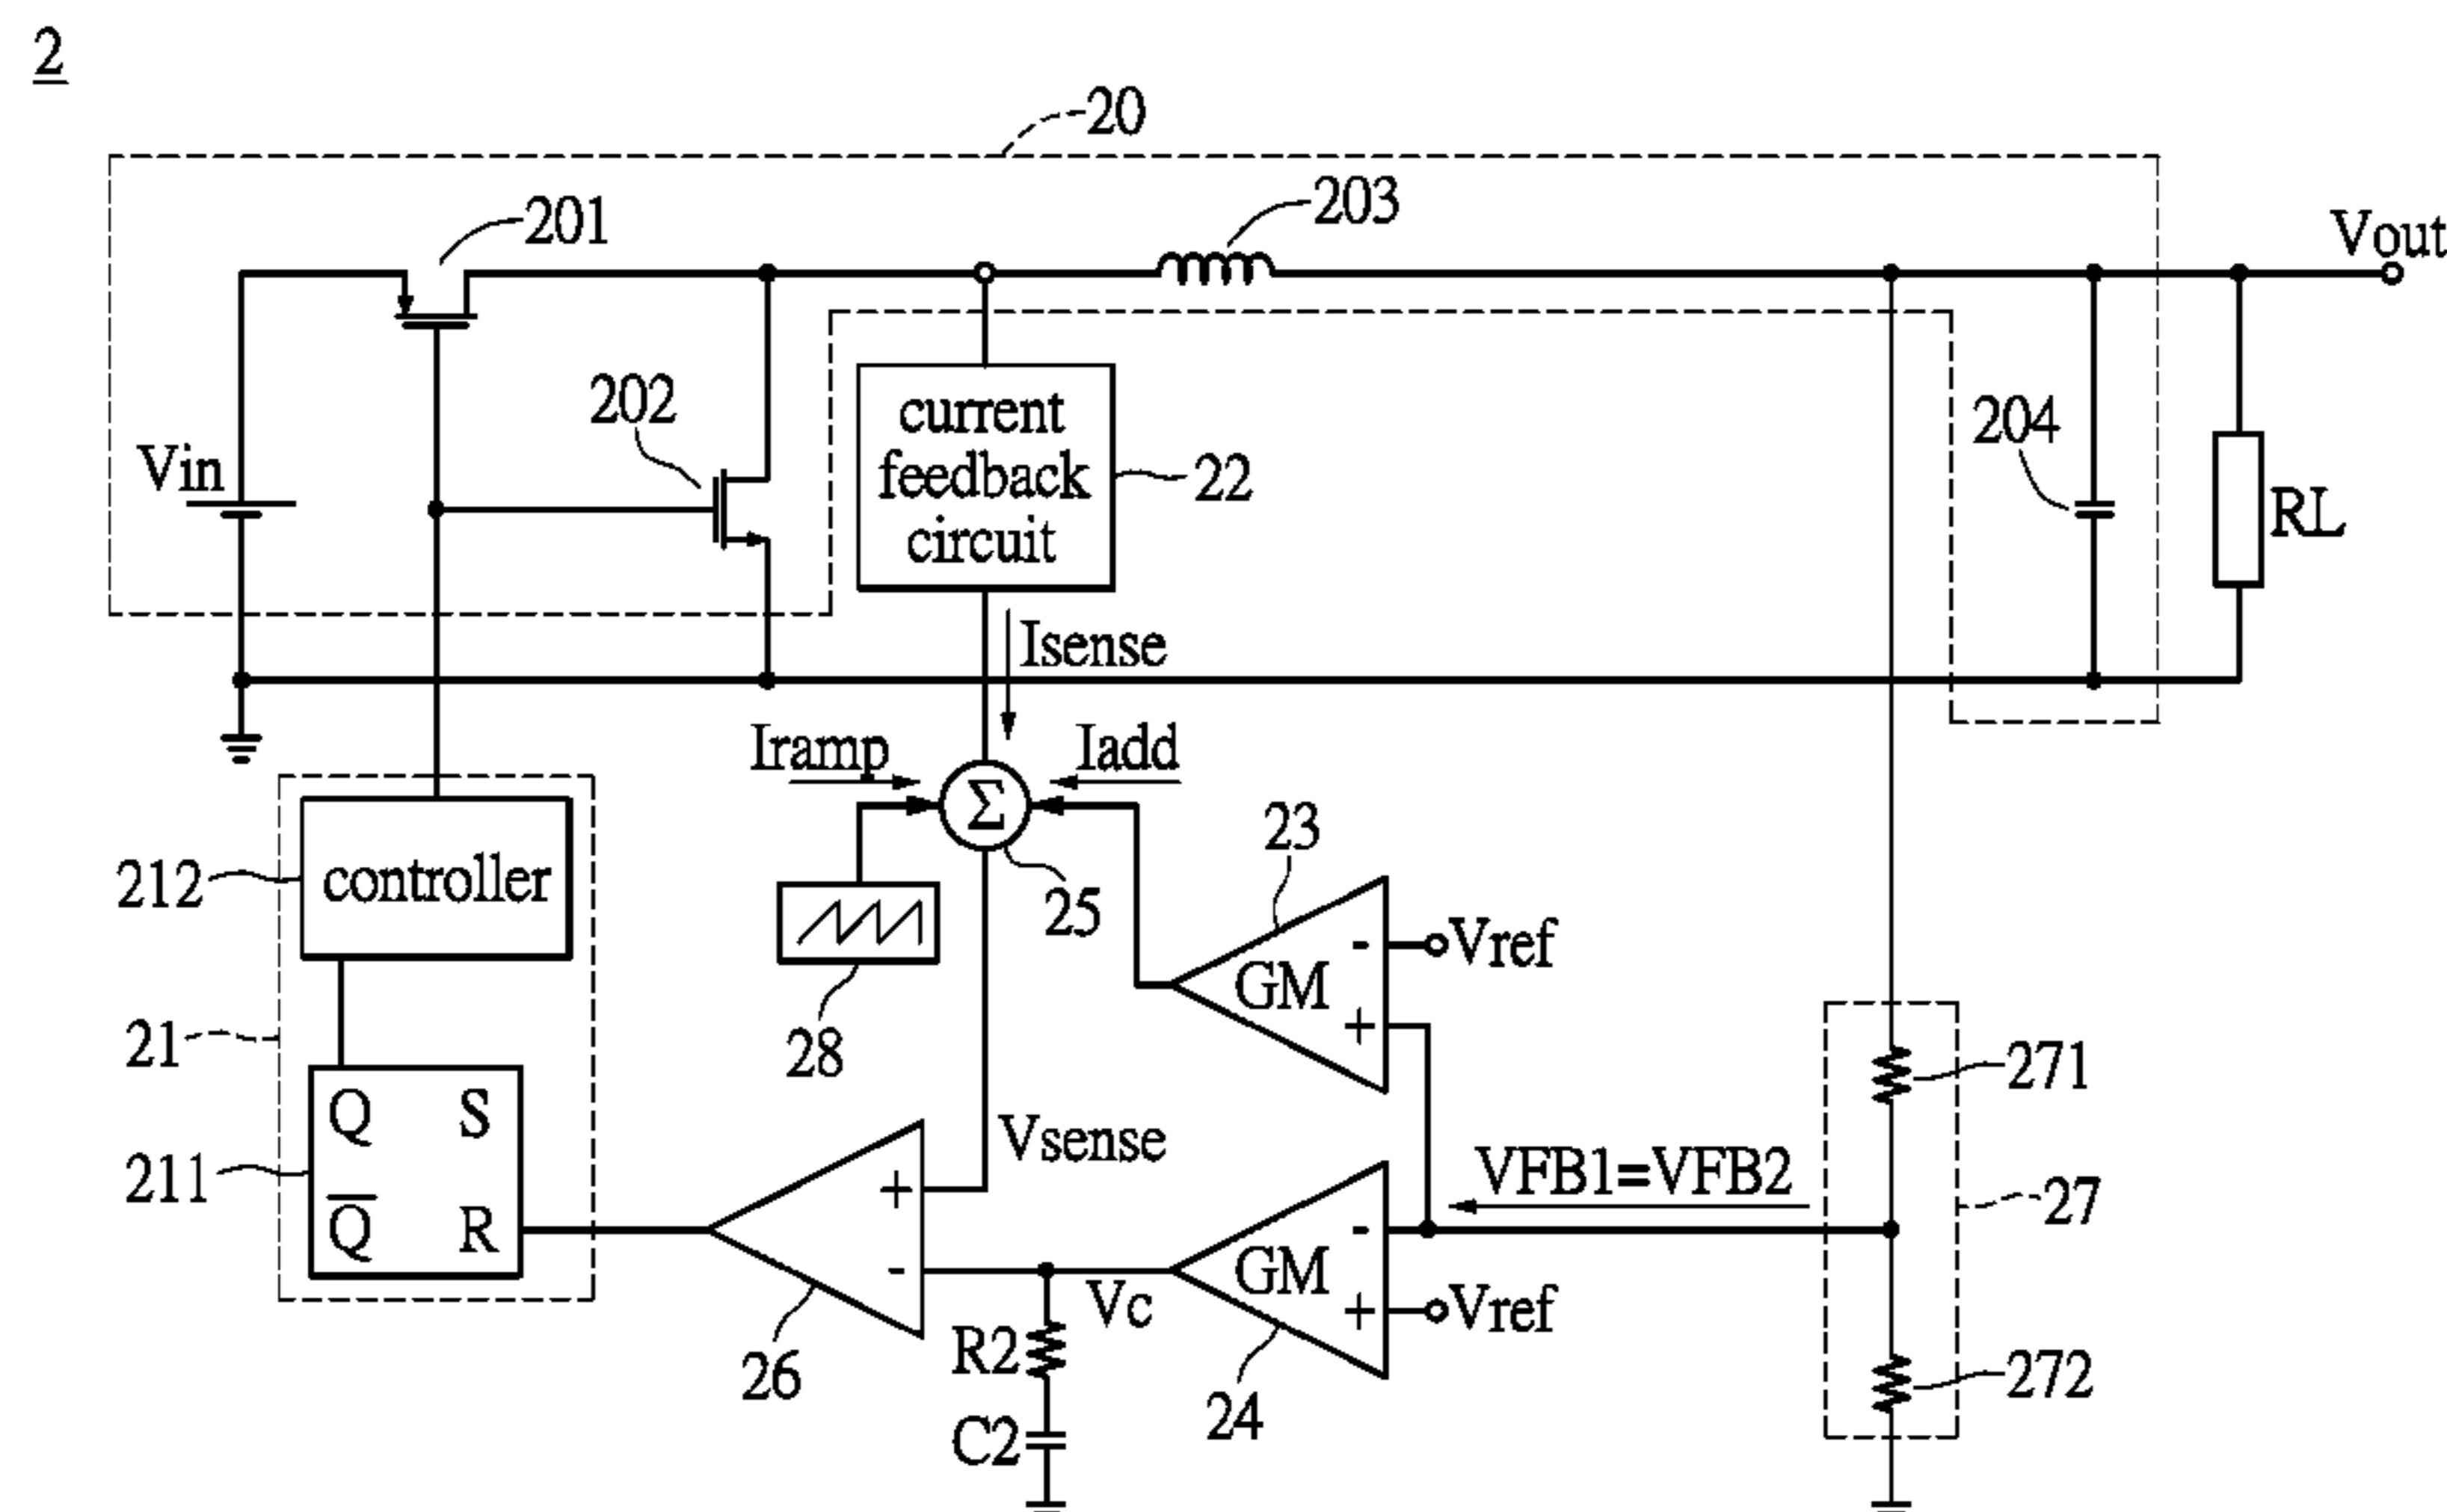 2
20
201
203
Vout
202
Vin
current
feedback
circuit
22
204
RL
Isense
Iramp
Iadd
Σ
23
212
controller
25
- Vref
GM
+
28
21
271
Q S
Vsense
VFB1=VFB2
211
+
27
Q̅ R
-
GM
-
Vc
+ Vref
R2
26
272
24
C2